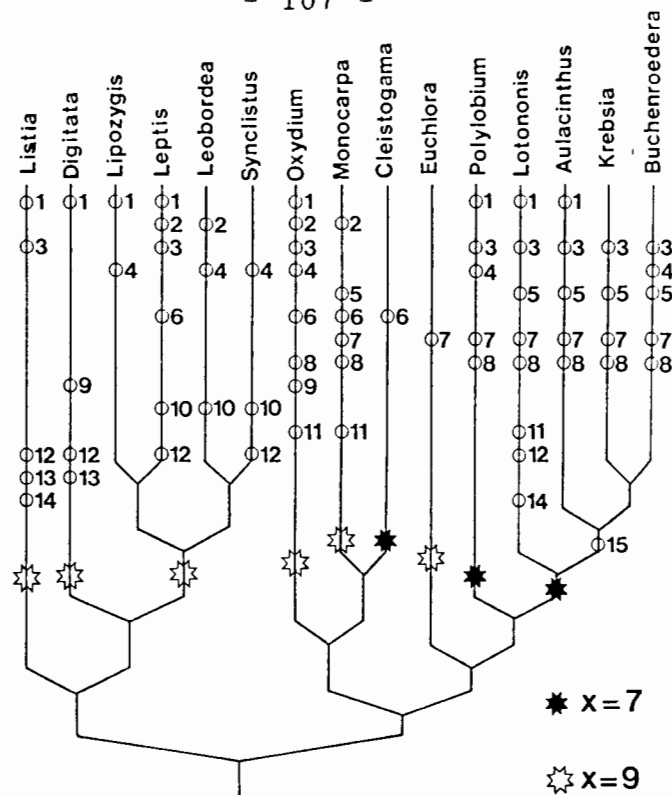 - 107 -
Listia Digitata Lipozygis Leptis Leobordea Synclistus Oxydium Monocarpa Cleistogama Euchlora Polylobium Lotononis Aulacinthus Krebsia Buchenroedera
1 1 1 1 1 1 1
2 2 2 2
3 3 3 3 3 3 3 3
4 4 4 4 4 4
5 5 5 5 5
6 6 6 6
7 7 7 7 7 7 7
8 8 8 8 8 8 8
9 9
10 10 10
11 11 11
12 12 12 12 12
13 13
14 14
15
x=7
x=9